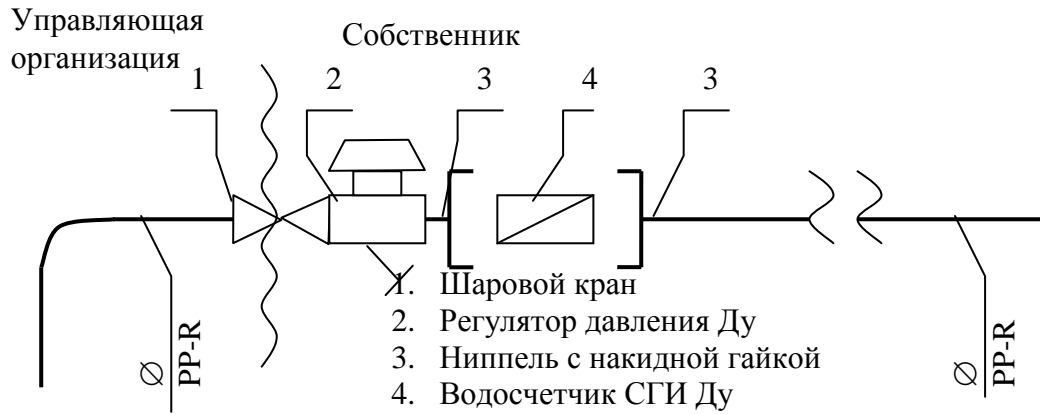 Управляющая
организация
Собственник
1 2 3 4 3
1. Шаровой кран
2. Регулятор давления Ду
3. Ниппель с накидной гайкой
4. Водосчетчик СГИ Ду
∅
PP-R
∅
PP-R